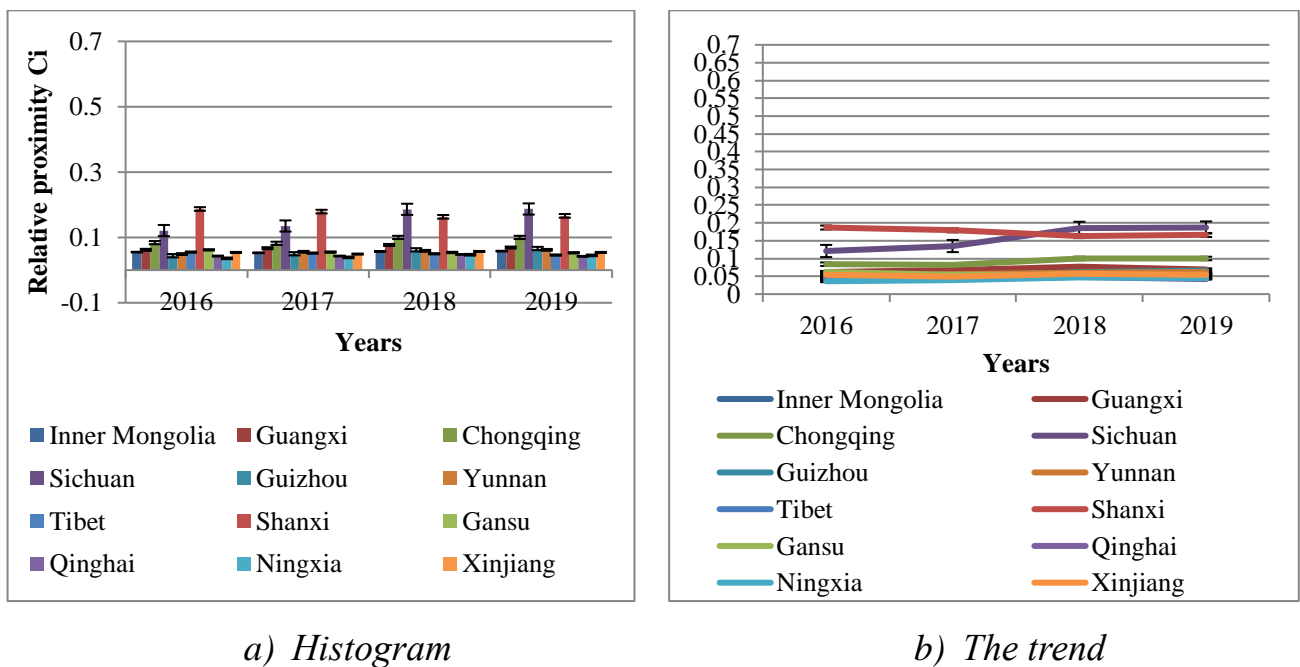 Relative proximity Ci
0.7
0.5
0.3
0.1
-0.1
2016 2017 2018 2019
Years
Inner Mongolia Guangxi Chongqing
Sichuan Guizhou Yunnan
Tibet Shanxi Gansu
Qinghai Ningxia Xinjiang
a) Histogram
0.7
0.65
0.6
0.55
0.5
0.45
0.4
0.35
0.3
0.25
0.2
0.15
0.1
0.05
0
2016 2017 2018 2019
Years
Inner Mongolia Guangxi
Chongqing Sichuan
Guizhou Yunnan
Tibet Shanxi
Gansu Qinghai
Ningxia Xinjiang
b) The trend